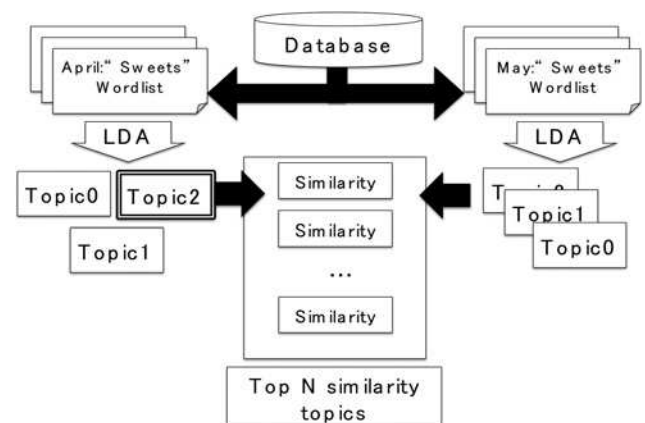 Database
April:“ Sweets”
Wordlist
May:“ Sweets”
Wordlist
LDA
LDA
Topic0
Topic2
Topic1
Similarity
Similarity
...
Similarity
Topic1
Topic0
Top N similarity
topics